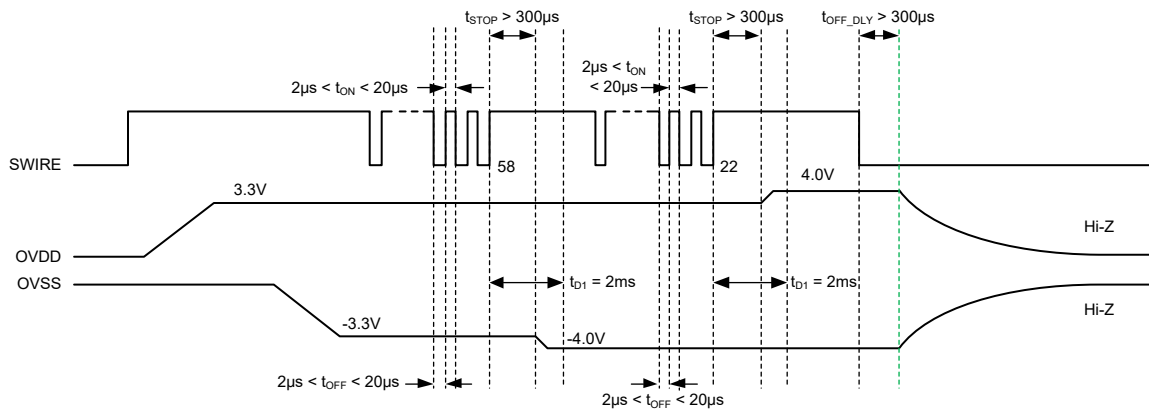 tSTOP > 300µs
tSTOP > 300µs
tOFF_DLY > 300µs
2µs < tON < 20µs
2µs < tON
< 20µs
SWIRE
58
22
3.3V
4.0V
OVDD
Hi-Z
OVSS
tD1 = 2ms
tD1 = 2ms
Hi-Z
-3.3V
-4.0V
2µs < tOFF < 20µs
2µs < tOFF < 20µs